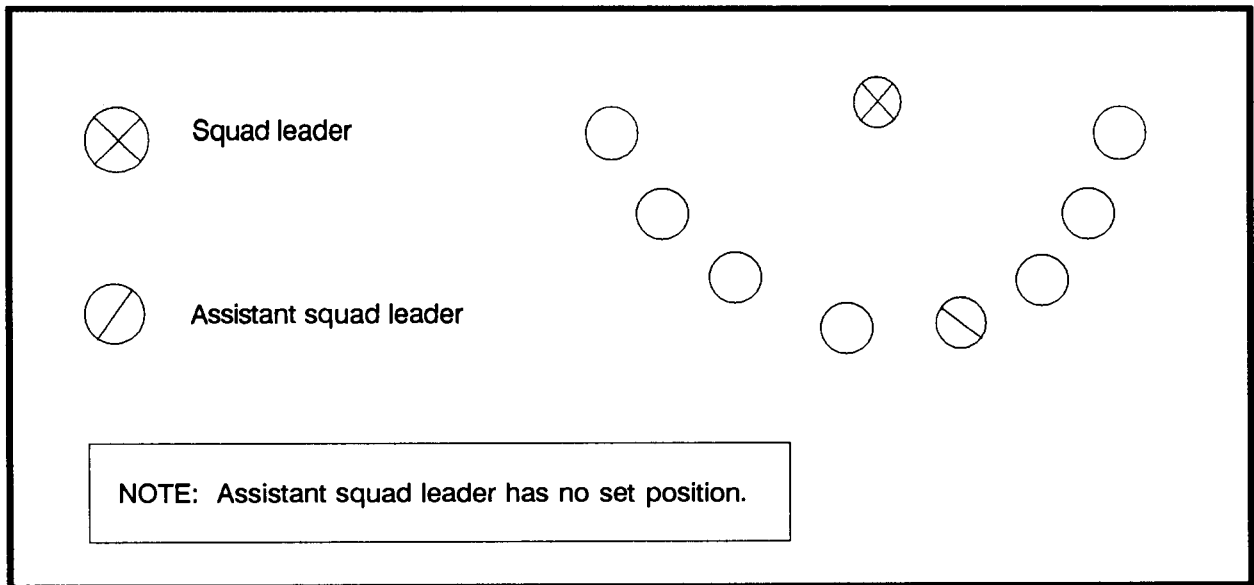 Squad leader
Assistant squad leader
NOTE: Assistant squad leader has no set position.